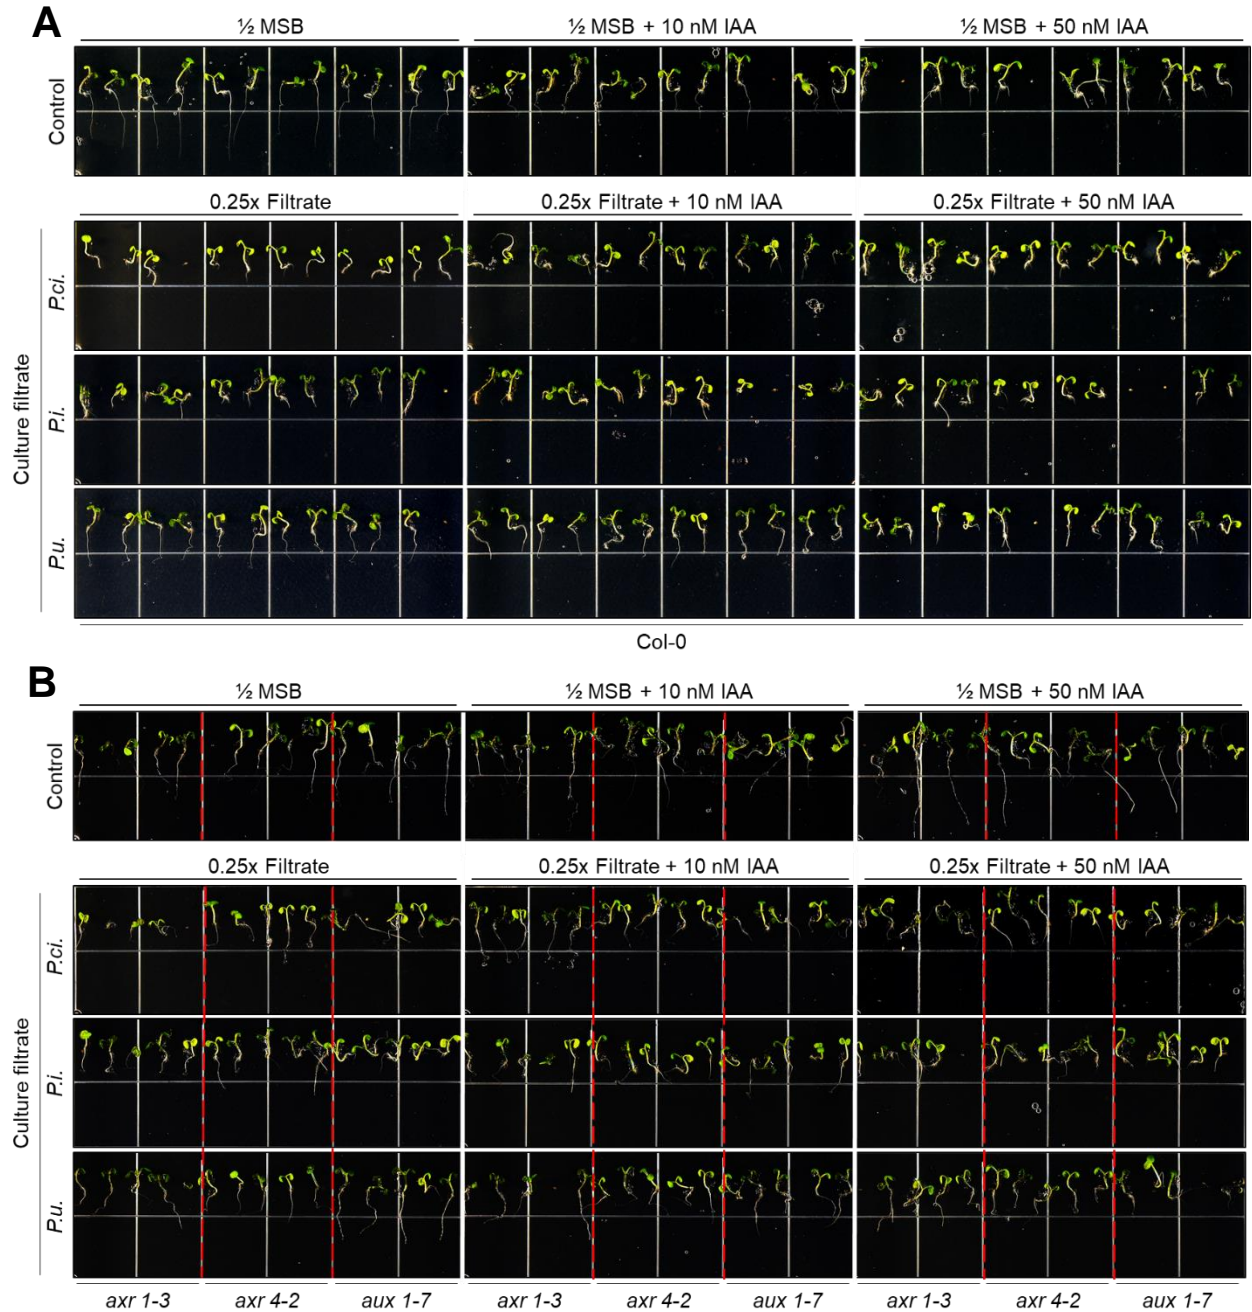 A
½ MSB
½ MSB + 10 nM IAA
½ MSB + 50 nM IAA
Control
0.25x Filtrate
0.25x Filtrate + 10 nM IAA
0.25x Filtrate + 50 nM IAA
Culture filtrate
P.ci.
P.i.
P.u.
Col-0
B
½ MSB
½ MSB + 10 nM IAA
½ MSB + 50 nM IAA
Control
0.25x Filtrate
0.25x Filtrate + 10 nM IAA
0.25x Filtrate + 50 nM IAA
Culture filtrate
P.ci.
P.i.
P.u.
axr 1-3
axr 4-2
aux 1-7
axr 1-3
axr 4-2
aux 1-7
axr 1-3
axr 4-2
aux 1-7